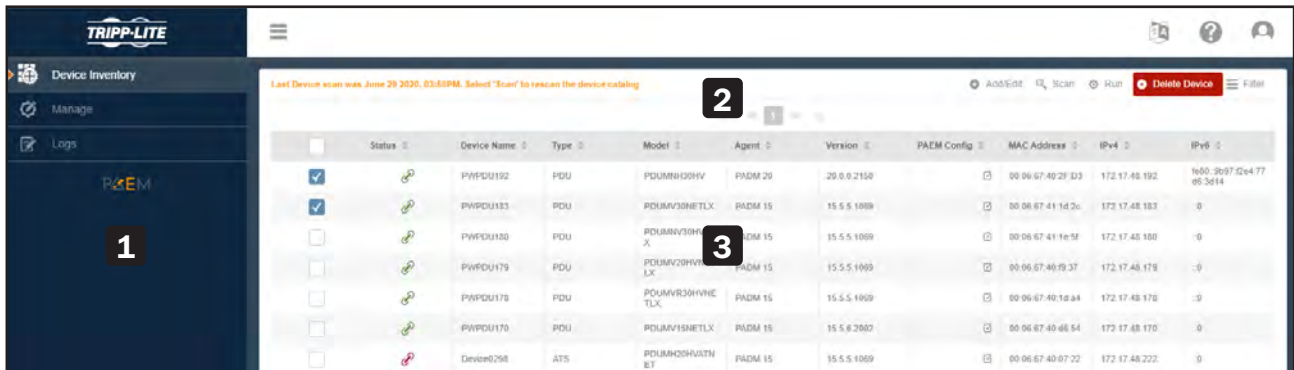 TRIPP-LITE
Device Inventory
Manage
Logs
PAEM
1
Last Device scan was June 29 2020, 03:50PM. Select 'Scan' to rescan the device catalog
2
Add/Edit Scan Run Delete Device Filter
1
Status Device Name Type Model Agent Version PAEM Config MAC Address IPv4 IPv6
PWPDU192 PDU PDUMNH30HV PADM 20 20.0.0.2150 00:06:67:40:2F:D3 172.17.48.192
PWPDU183 PDU PDUMV30NETLX PADM 15 15.5.5.1069 00:06:67:41:1d:2c 172.17.48.183 ::0
PWPDU180 PDU X PADM 15 15.5.5.1069 00:06:67:41:1e:5f 172.17.48.180 ::0
3
PWPDU179 PDU LX PADM 15 15.5.5.1069 00:06:67:40:f9:37 172.17.48.179 ::0
PWPDU178 PDU PDUMVR30HVNE
TLX PADM 15 15.5.5.1069 00:06:67:40:1d:a4 172.17.48.178 ::0
PWPDU170 PDU PDUMV15NETLX PADM 15 15.5.6.2002 00:06:67:40:d6:54 172.17.48.170 ::0
Device0298 ATS PDUMH20HVATN
ET PADM 15 15.5.5.1069 00:06:67:40:07:22 172.17.48.222 ::0